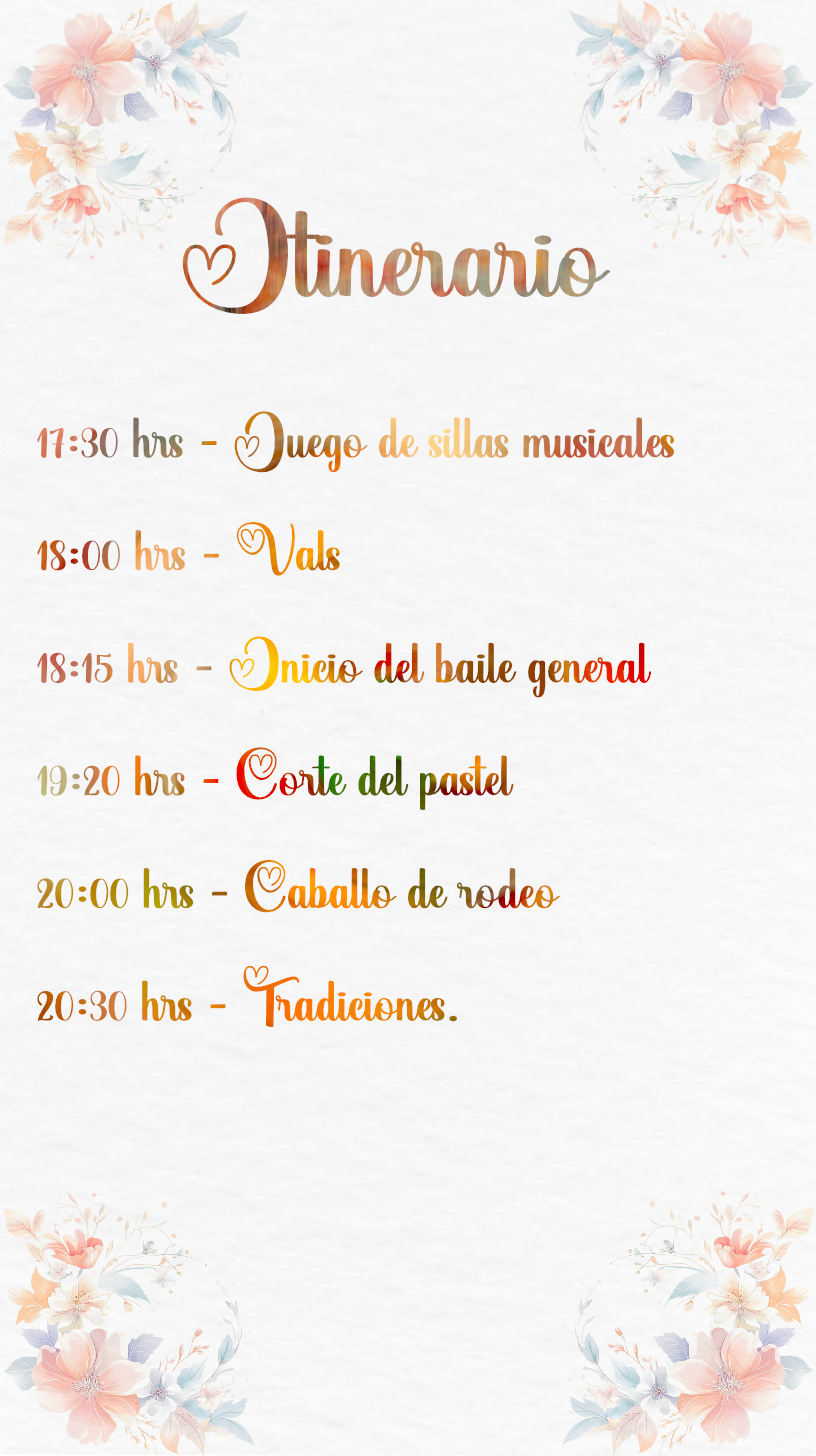 Itinerario
17:30 hrs - Juego de sillas musicales
18:00 hrs - Vals
18:15 hrs - Inicio del baile general
19:20 hrs - Corte del pastel
20:00 hrs - Caballo de rodeo
20:30 hrs - Tradiciones.